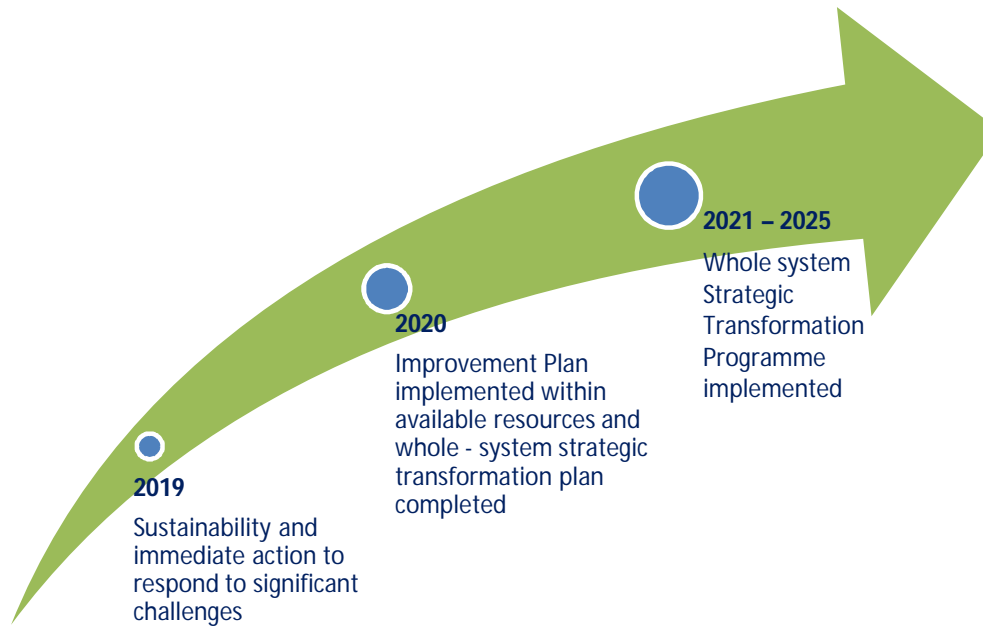 2019
Sustainability and
immediate action to
respond to significant
challenges
2020
Improvement Plan
implemented within
available resources and
whole - system strategic
transformation plan
completed
2021 – 2025
Whole system
Strategic
Transformation
Programme
implemented